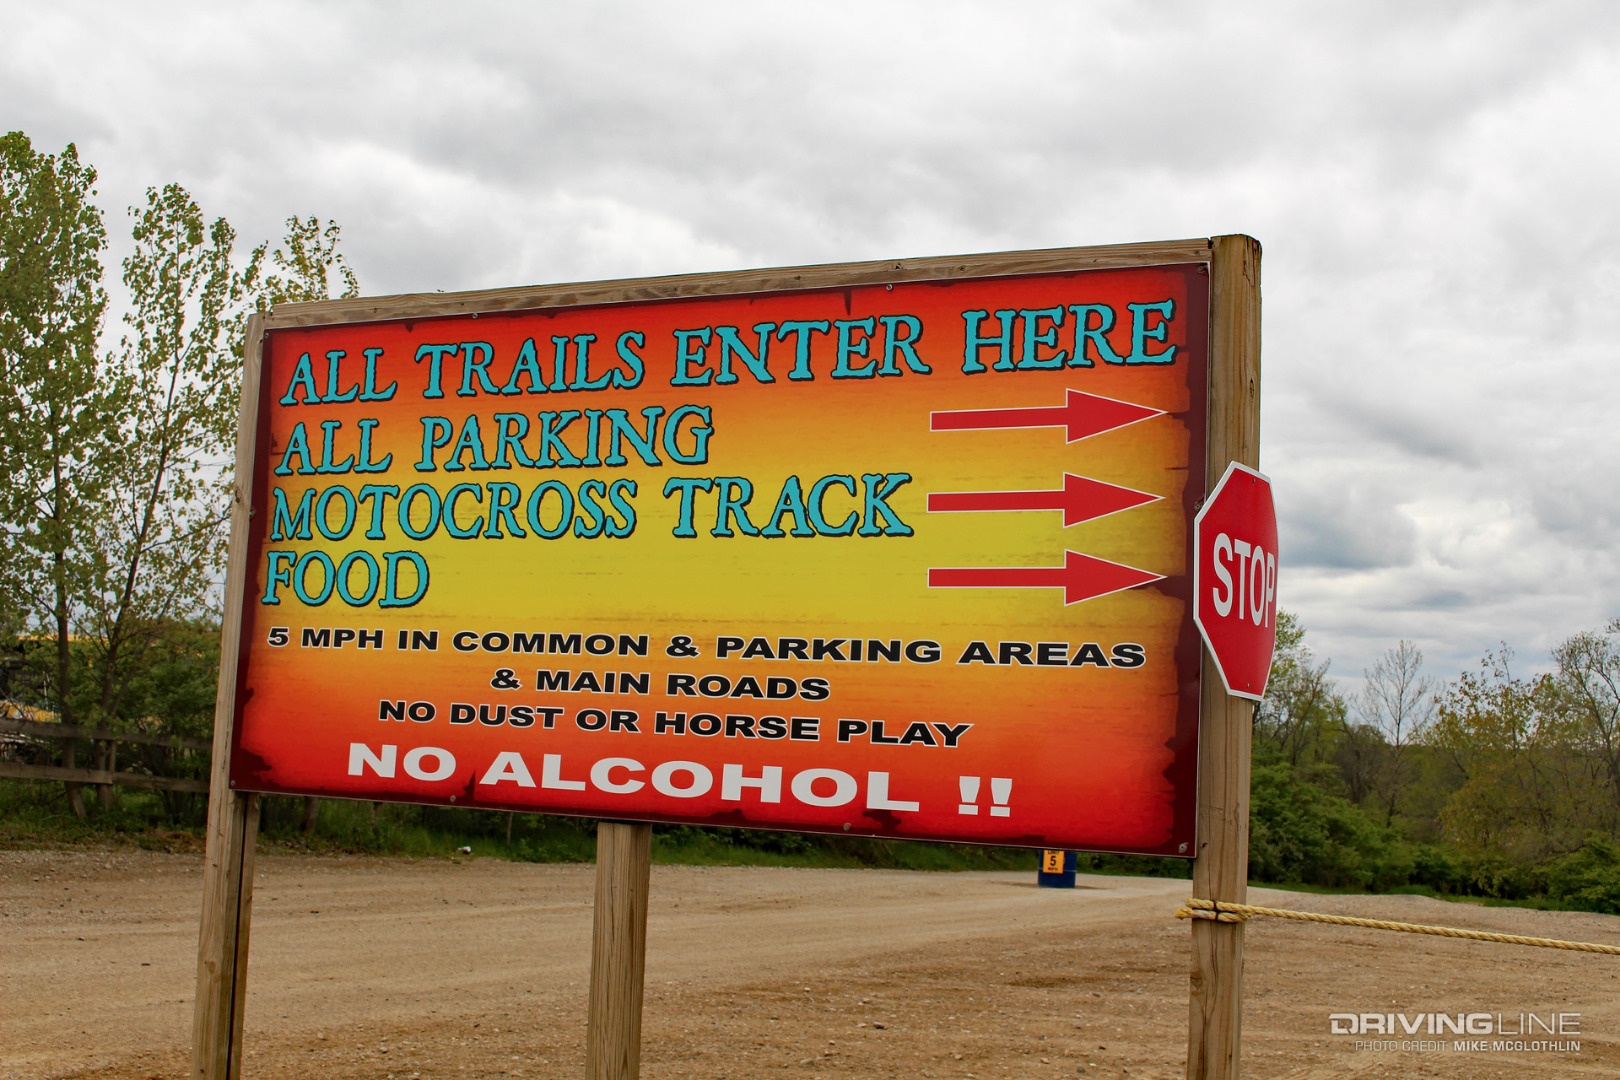 ALL TRAILS ENTER HERE
ALL PARKING
MOTOCROSS TRACK
FOOD
5 MPH IN COMMON & PARKING AREAS
& MAIN ROADS
NO DUST OR HORSE PLAY
NO ALCOHOL !!
STOP
5
DRIVINGLINE
PHOTO CREDIT MIKE MCGLOTHLIN